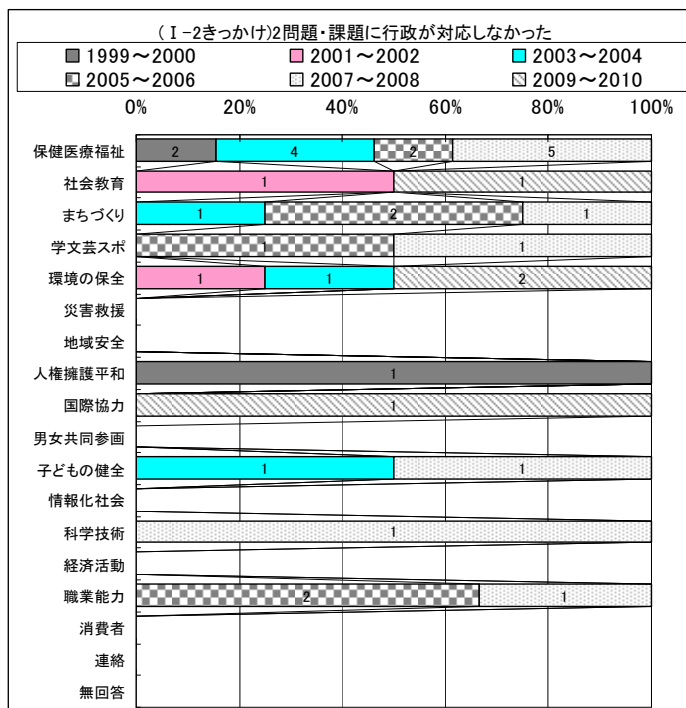 (Ⅰ-2きっかけ)2問題・課題に行政が対応しなかった
1999～2000 2001～2002 2003～2004
2005～2006 2007～2008 2009～2010
0% 20% 40% 60% 80% 100%
保健医療福祉 2 4 2 5
社会教育 1 1
まちづくり 1 2 1
学文芸スポ 1 1
環境の保全 1 1 2
災害救援
地域安全
人権擁護平和 1
国際協力 1
男女共同参画
子どもの健全 1 1
情報化社会
科学技術 1
経済活動
職業能力 2 1
消費者
連絡
無回答